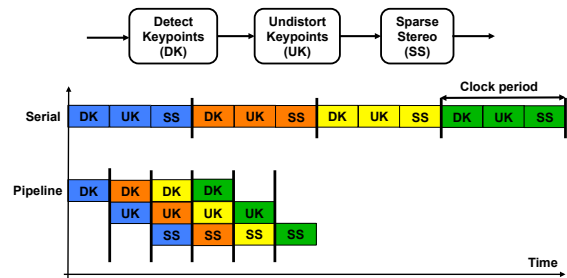 Detect Keypoints (DK)
Undistort Keypoints (UK)
Sparse Stereo (SS)
Clock period
Serial DK UK SS DK UK SS DK UK SS DK UK SS
Pipeline DK DK DK DK
UK UK UK UK
SS SS SS SS
Time